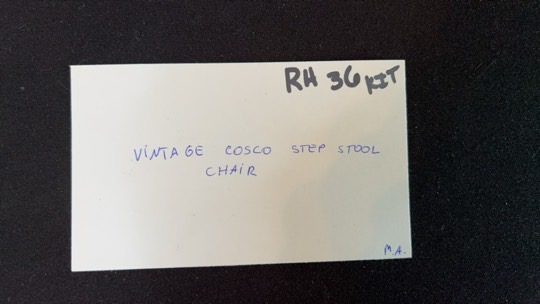 RH 36 KIT
VINTAGE COSCO STEP STOOL
CHAIR
M.A.